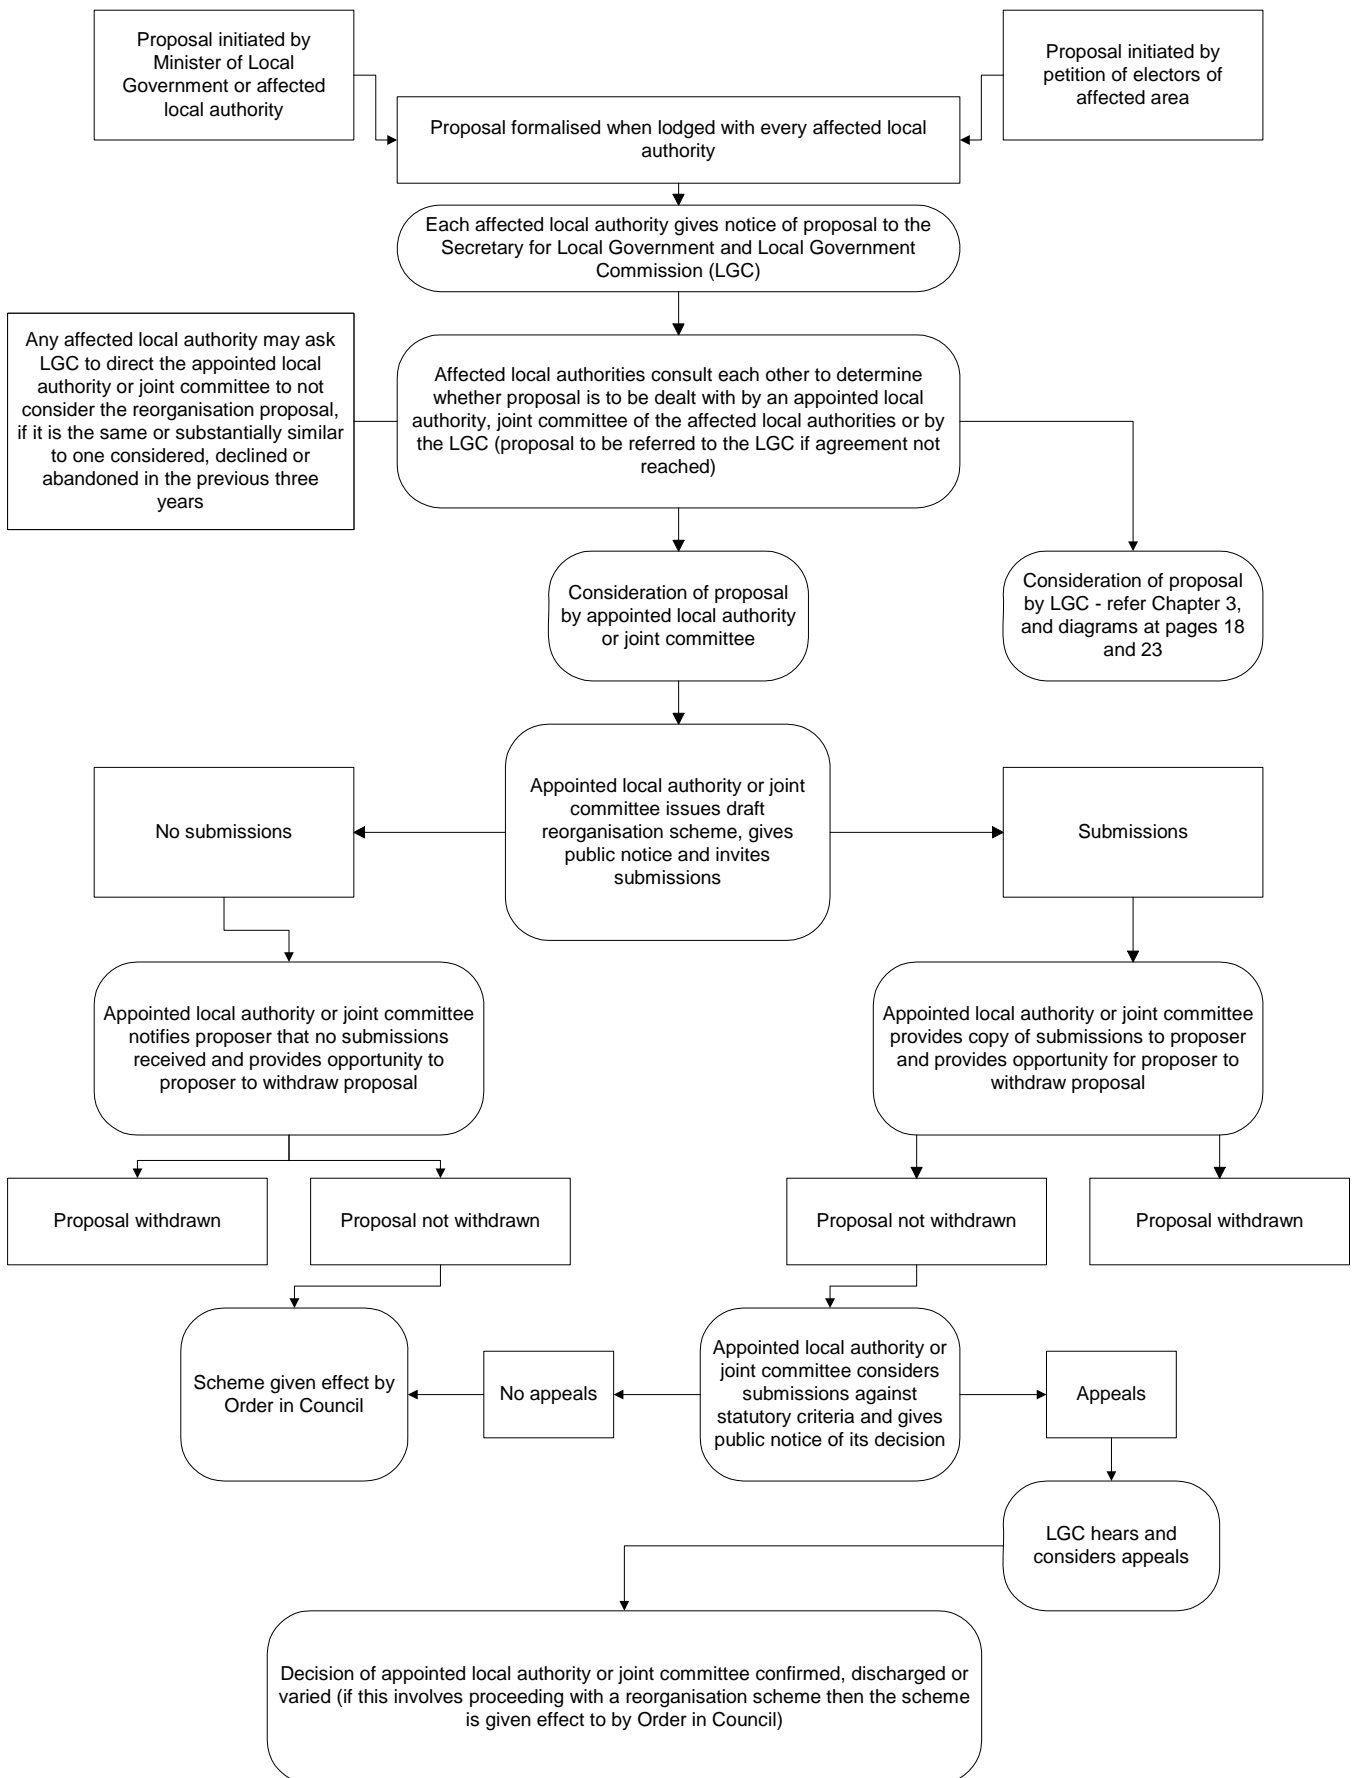 Proposal initiated by
Minister of Local
Government or affected
local authority
Proposal initiated by
petition of electors of
affected area
Proposal formalised when lodged with every affected local
authority
Each affected local authority gives notice of proposal to the
Secretary for Local Government and Local Government
Commission (LGC)
Any affected local authority may ask
LGC to direct the appointed local
authority or joint committee to not
consider the reorganisation proposal,
if it is the same or substantially similar
to one considered, declined or
abandoned in the previous three
years
Affected local authorities consult each other to determine
whether proposal is to be dealt with by an appointed local
authority, joint committee of the affected local authorities or by
the LGC (proposal to be referred to the LGC if agreement not
reached)
Consideration of proposal
by appointed local authority
or joint committee
Consideration of proposal
by LGC - refer Chapter 3,
and diagrams at pages 18
and 23
No submissions
Appointed local authority or joint
committee issues draft
reorganisation scheme, gives
public notice and invites
submissions
Submissions
Appointed local authority or joint committee
notifies proposer that no submissions
received and provides opportunity to
proposer to withdraw proposal
Appointed local authority or joint committee
provides copy of submissions to proposer
and provides opportunity for proposer to
withdraw proposal
Proposal withdrawn
Proposal not withdrawn
Proposal not withdrawn
Proposal withdrawn
Scheme given effect by
Order in Council
No appeals
Appointed local authority or
joint committee considers
submissions against
statutory criteria and gives
public notice of its decision
Appeals
LGC hears and
considers appeals
Decision of appointed local authority or joint committee confirmed, discharged or
varied (if this involves proceeding with a reorganisation scheme then the scheme
is given effect to by Order in Council)